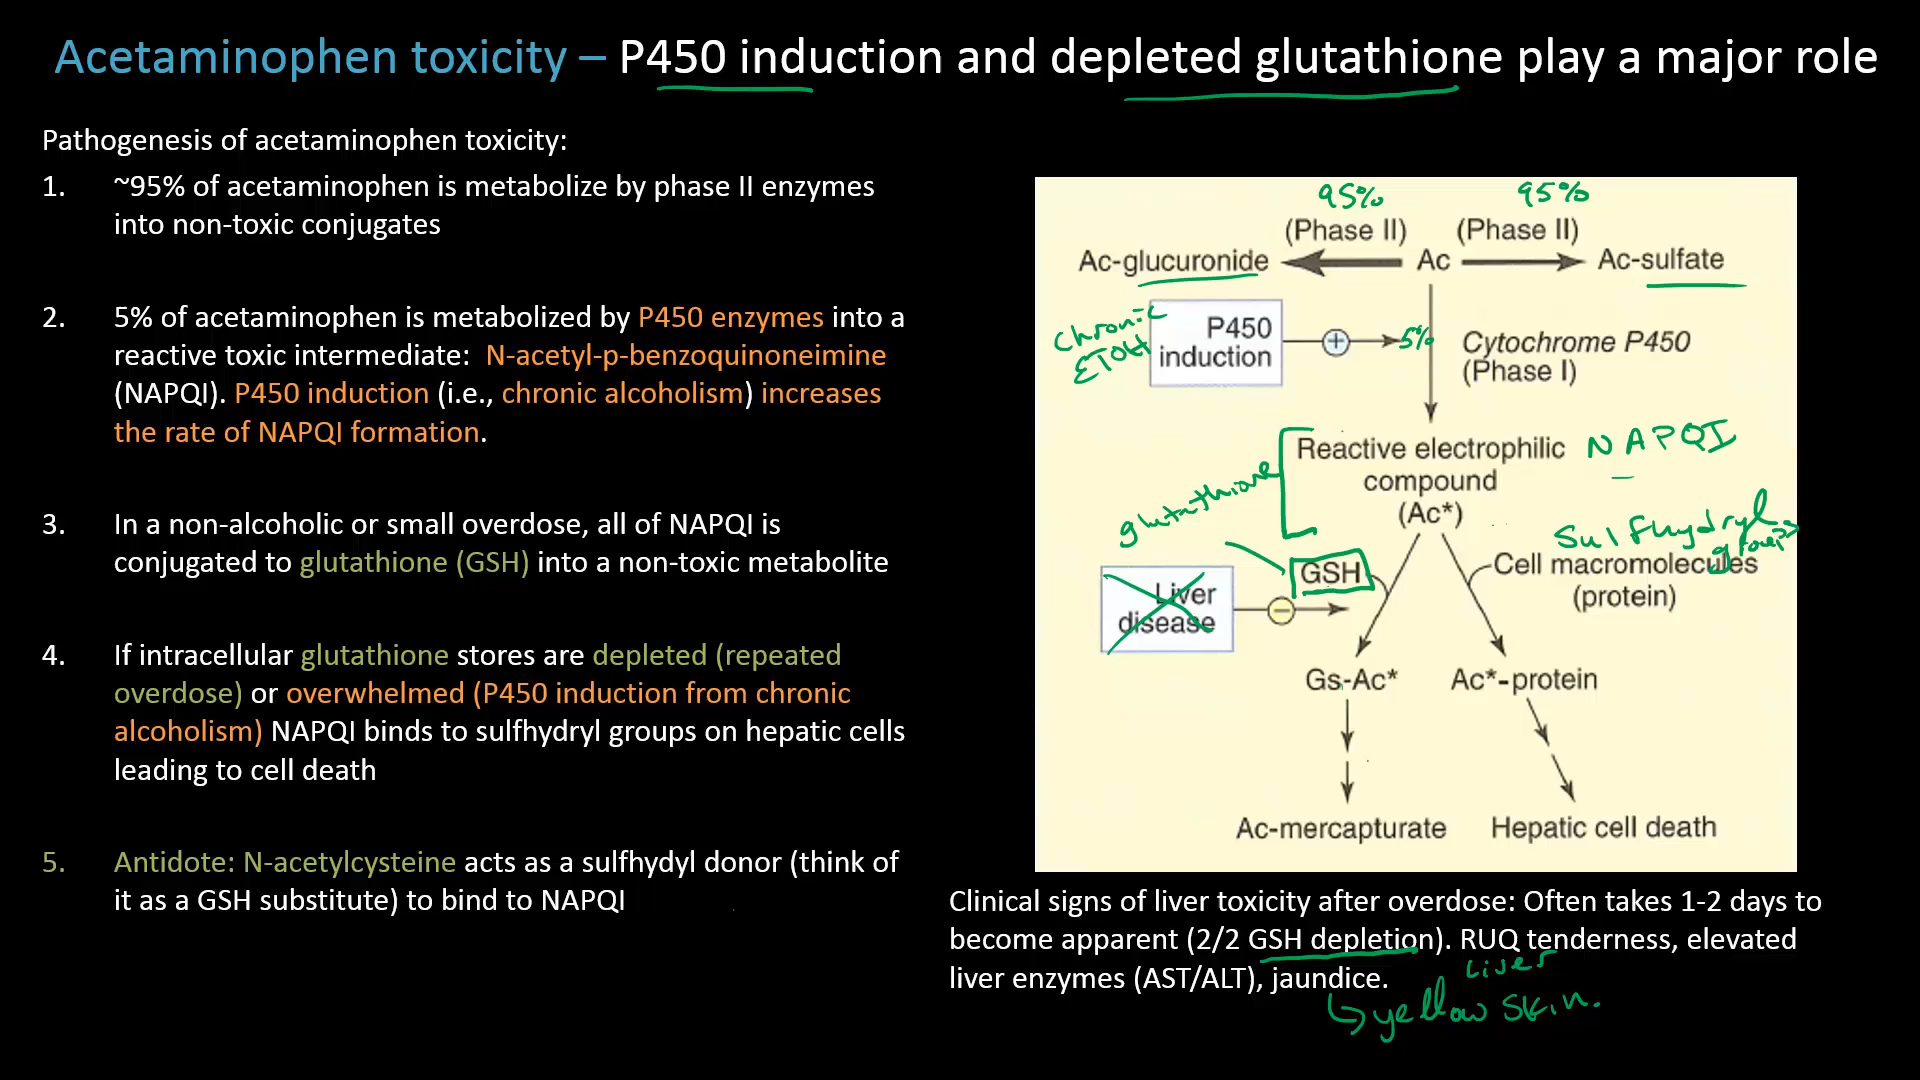 Acetaminophen toxicity – P450 induction and depleted glutathione play a major role
Pathogenesis of acetaminophen toxicity:
1. ~95% of acetaminophen is metabolize by phase II enzymes
into non-toxic conjugates
2. 5% of acetaminophen is metabolized by P450 enzymes into a
reactive toxic intermediate: N-acetyl-p-benzoquinoneimine
(NAPQI). P450 induction (i.e., chronic alcoholism) increases
the rate of NAPQI formation.
3. In a non-alcoholic or small overdose, all of NAPQI is
conjugated to glutathione (GSH) into a non-toxic metabolite
4. If intracellular glutathione stores are depleted (repeated
overdose) or overwhelmed (P450 induction from chronic
alcoholism) NAPQI binds to sulfhydryl groups on hepatic cells
leading to cell death
5. Antidote: N-acetylcysteine acts as a sulfhydyl donor (think of
it as a GSH substitute) to bind to NAPQI
95% 95%
(Phase II) (Phase II)
Ac-glucuronide Ac Ac-sulfate
chronic
ETOH
P450
induction
+
5%
Cytochrome P450
(Phase I)
Reactive electrophilic
compound
(Ac*)
NAPQI
glutathione
sulfhydryl
groups
Liver
disease
−
GSH
Cell macromolecules
(protein)
Gs-Ac* Ac*-protein
Ac-mercapturate Hepatic cell death
Clinical signs of liver toxicity after overdose: Often takes 1-2 days to
become apparent (2/2 GSH depletion). RUQ tenderness, elevated
liver enzymes (AST/ALT), jaundice.
Liver
yellow skin.